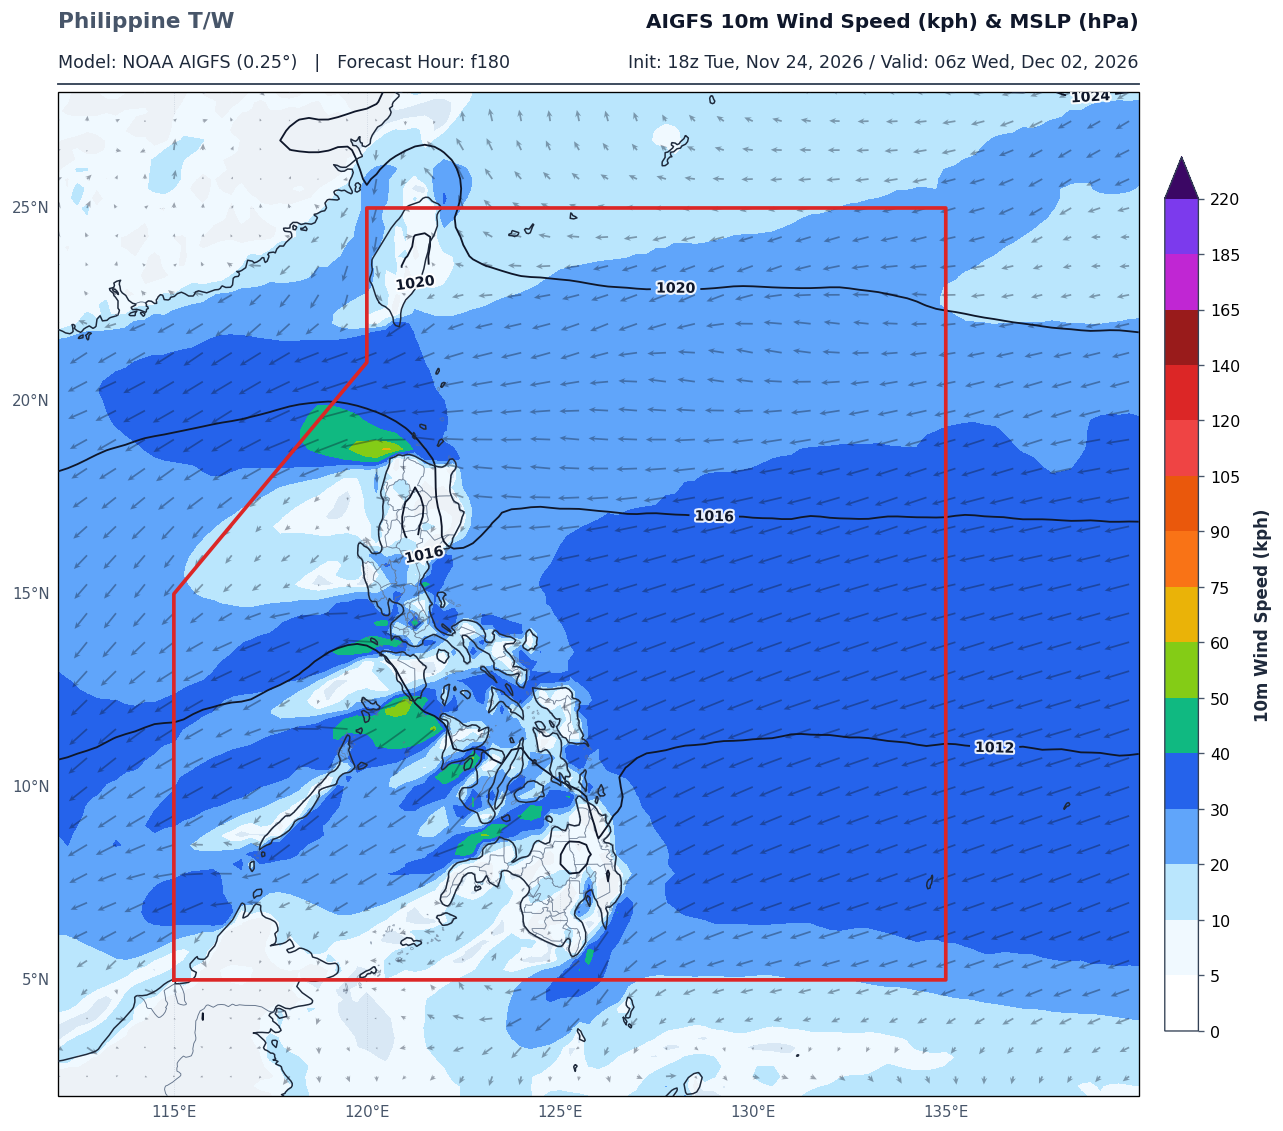 Philippine T/W
AIGFS 10m Wind Speed (kph) & MSLP (hPa)
Model: NOAA AIGFS (0.25°) | Forecast Hour: f180
Init: 18z Tue, Nov 24, 2026 / Valid: 06z Wed, Dec 02, 2026
1024
25°N
1020
1020
20°N
1016
1016
15°N
1012
10°N
5°N
115°E
120°E
125°E
130°E
135°E
220
185
165
140
120
105
90
75
60
50
40
30
20
10
5
0
10m Wind Speed (kph)